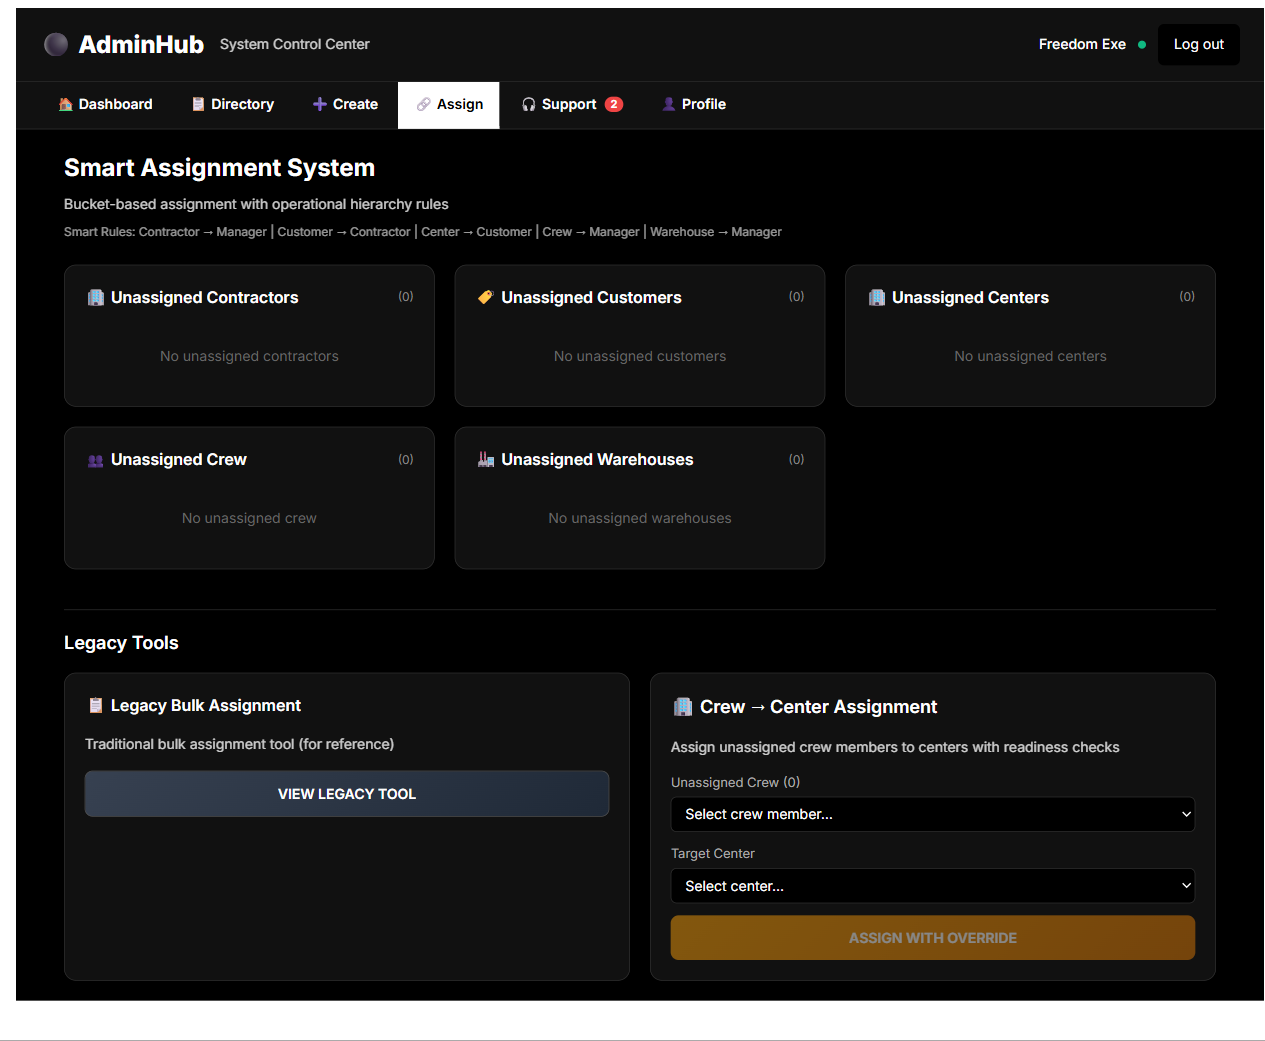 AdminHub System Control Center Freedom Exe Log out
Dashboard Directory Create Assign Support 2 Profile
Smart Assignment System
Bucket-based assignment with operational hierarchy rules
Smart Rules: Contractor → Manager | Customer → Contractor | Center → Customer | Crew → Manager | Warehouse → Manager
Unassigned Contractors (0)
No unassigned contractors
Unassigned Customers (0)
No unassigned customers
Unassigned Centers (0)
No unassigned centers
Unassigned Crew (0)
No unassigned crew
Unassigned Warehouses (0)
No unassigned warehouses
Legacy Tools
Legacy Bulk Assignment
Traditional bulk assignment tool (for reference)
VIEW LEGACY TOOL
Crew → Center Assignment
Assign unassigned crew members to centers with readiness checks
Unassigned Crew (0)
Select crew member...
Target Center
Select center...
ASSIGN WITH OVERRIDE